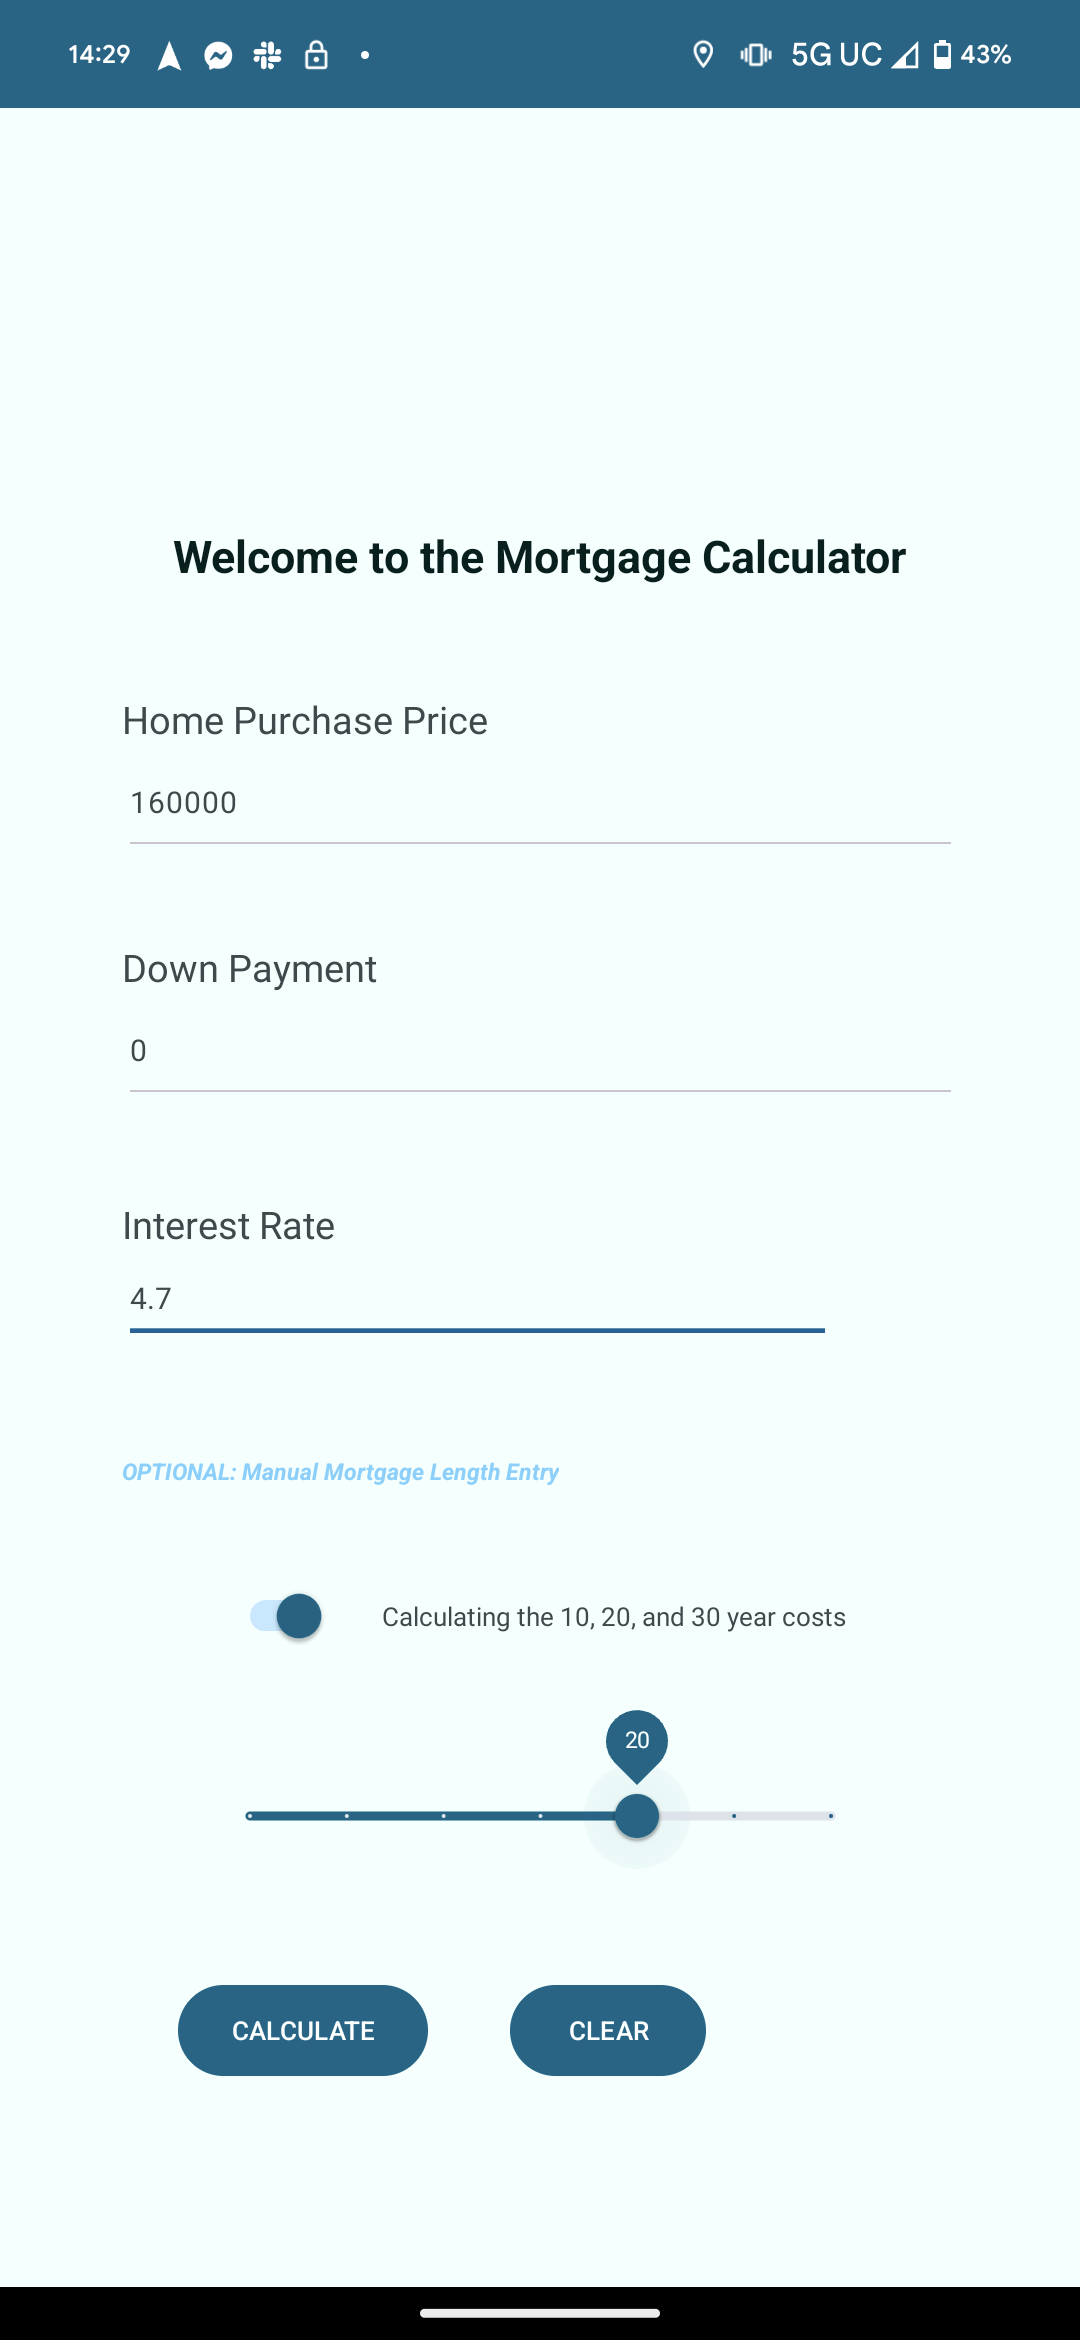 14:29 5G UC 43%
Welcome to the Mortgage Calculator
Home Purchase Price
160000
Down Payment
0
Interest Rate
4.7
OPTIONAL: Manual Mortgage Length Entry
Calculating the 10, 20, and 30 year costs
20
CALCULATE CLEAR